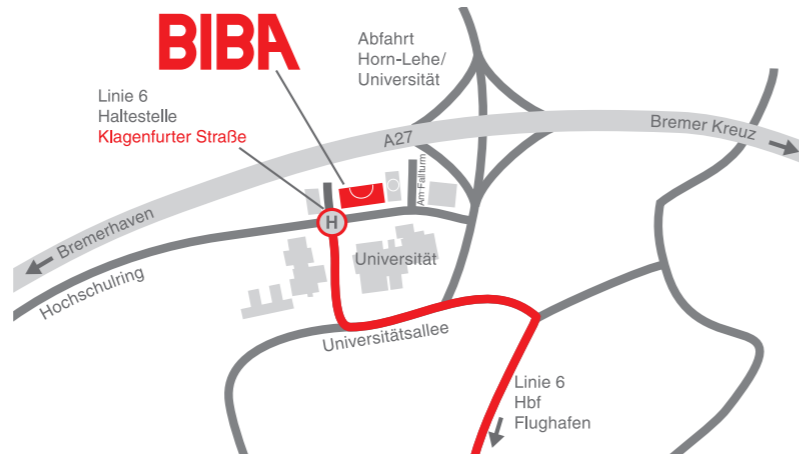 BIBA
Abfahrt
Horn-Lehe/
Universität
Linie 6
Haltestelle
Klagenfurter Straße
A27
Bremer Kreuz
Am Fallturm
H
Bremerhaven
Universität
Hochschulring
Universitätsallee
Linie 6
Hbf
Flughafen